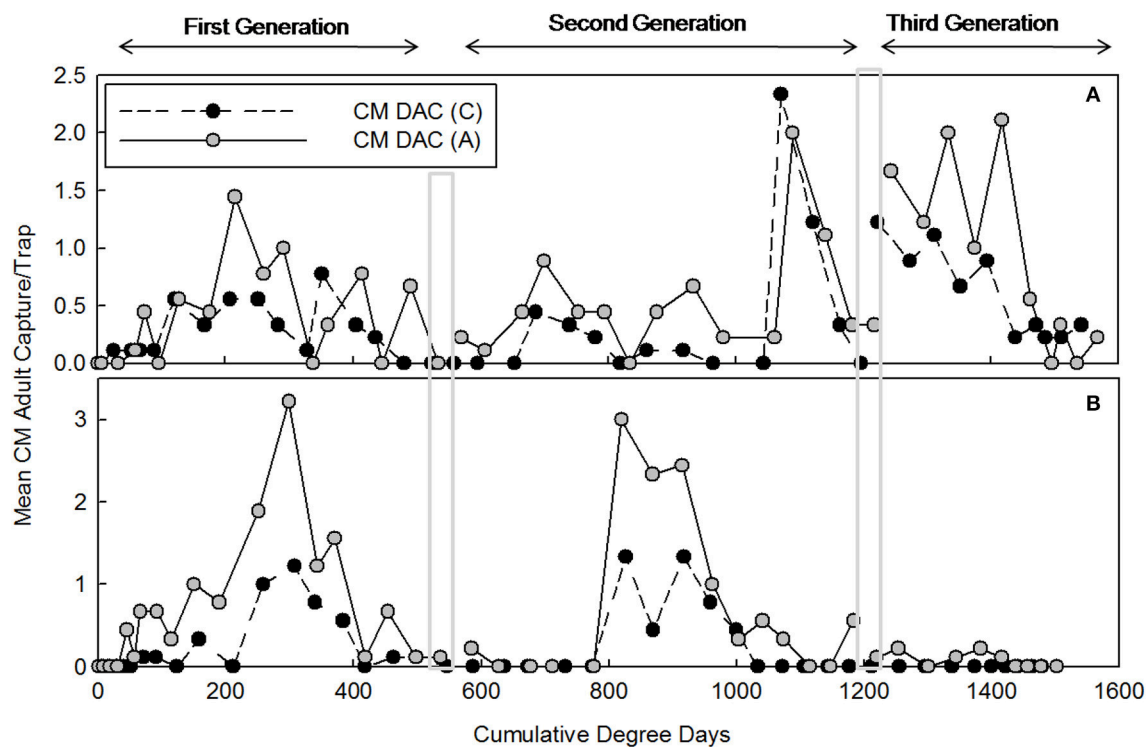 First Generation Second Generation Third Generation
2.5 A
CM DAC (C)
2.0
CM DAC (A)
1.5
1.0
0.5
0.0
Mean CM Adult Capture/Trap
B
3
2
1
0
0 200 400 600 800 1000 1200 1400 1600
Cumulative Degree Days